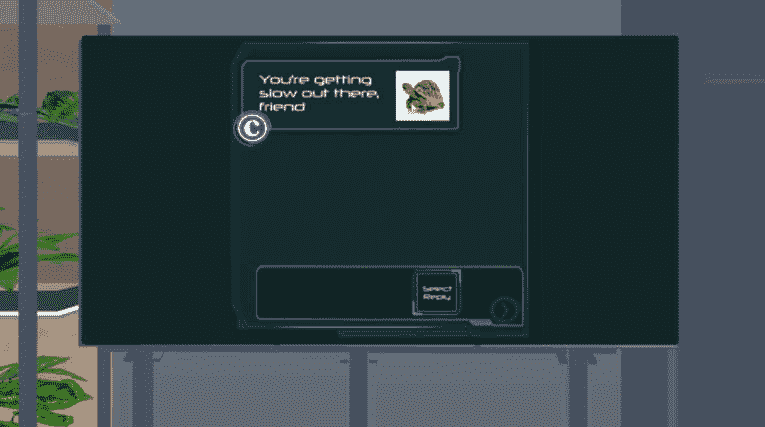 You're getting
slow out there,
friend
C
Select
Reply